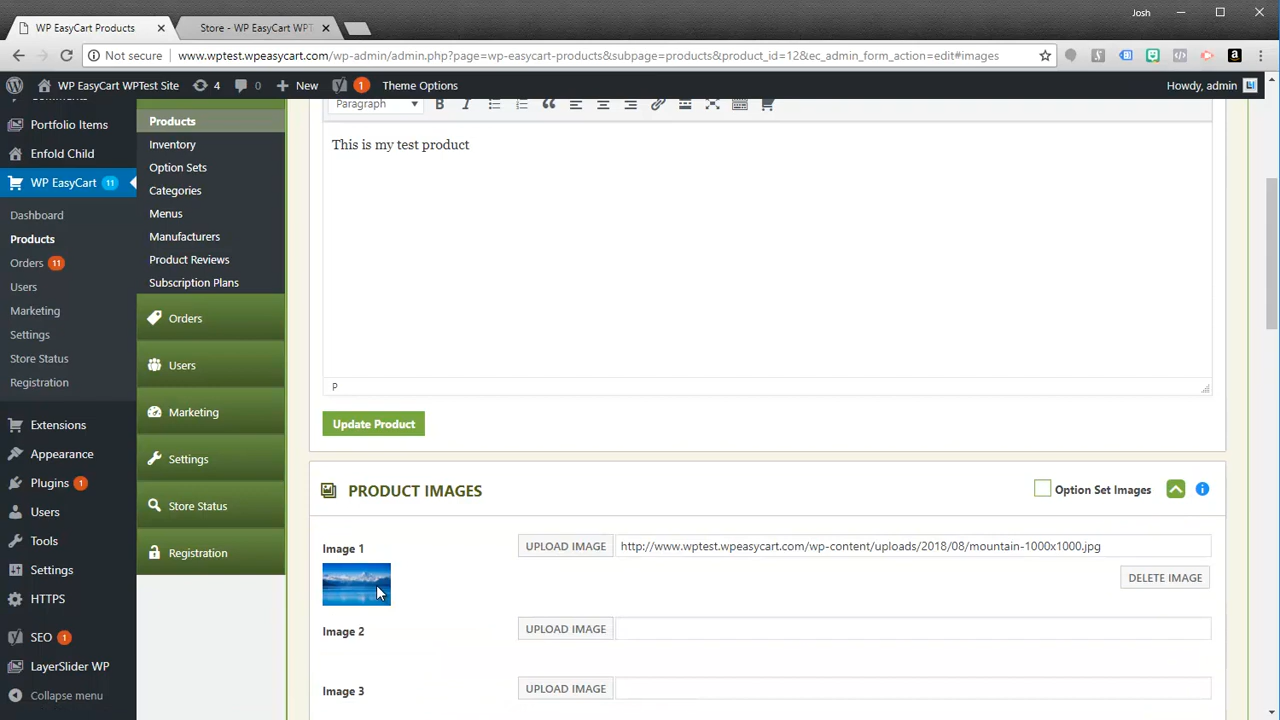 Josh
WP EasyCart Products
Store - WP EasyCart WPT
Not secure
www.wptest.wpeasycart.com/wp-admin/admin.php?page=wp-easycart-products&subpage=products&product_id=12&ec_admin_form_action=edit#images
WP EasyCart WPTest Site
4
0
New
1
Theme Options
Howdy, admin
Portfolio Items
Enfold Child
WP EasyCart 11
Dashboard
Products
Orders 11
Users
Marketing
Settings
Store Status
Registration
Extensions
Appearance
Plugins 1
Users
Tools
Settings
HTTPS
SEO 1
LayerSlider WP
Collapse menu
Products
Inventory
Option Sets
Categories
Menus
Manufacturers
Product Reviews
Subscription Plans
Orders
Users
Marketing
Settings
Store Status
Registration
Paragraph
This is my test product
P
Update Product
PRODUCT IMAGES
Option Set Images
Image 1
UPLOAD IMAGE
http://www.wptest.wpeasycart.com/wp-content/uploads/2018/08/mountain-1000x1000.jpg
DELETE IMAGE
Image 2
UPLOAD IMAGE
Image 3
UPLOAD IMAGE